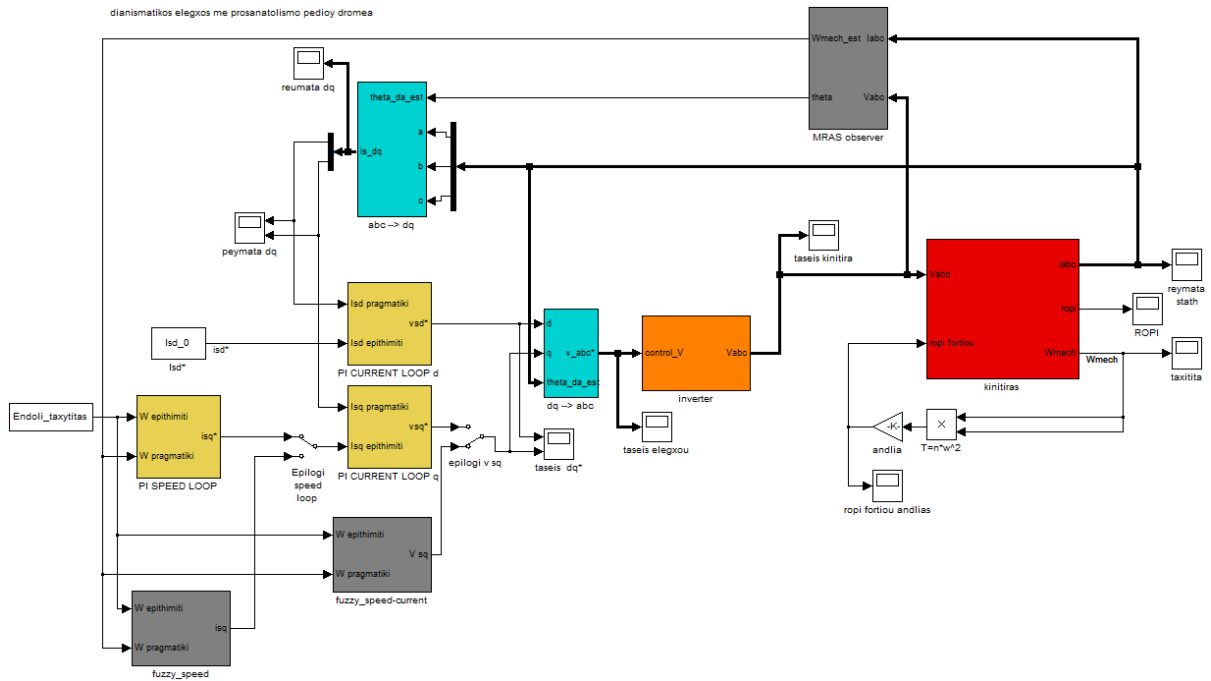 dianismatikos elegxos me prosanatolismo pedioy dromea
Wmech_est
Iabc
theta
Vabc
MRAS observer
reumata dq
theta_da_est
a
is_dq
b
c
abc --> dq
peymata dq
taseis kinitira
Vabc
Iabc
ropi
ropi fortiou
Wmech
Wmech
kinitiras
reymata
stath
ROPI
taxitita
Isd pragmatiki
vsd*
Isd epithimiti
PI CURRENT LOOP d
Isd_0
Isd*
isd*
d
q
v_abc*
theta_da_est
dq --> abc
control_V
Vabc
inverter
Endoli_taxytitas
W epithimiti
isq*
W pragmatiki
PI SPEED LOOP
Epilogi
speed
loop
Isq pragmatiki
vsq*
Isq epithimiti
PI CURRENT LOOP q
epilogi v sq
taseis dq*
taseis elegxou
-K-
andlia
×
T=n*w^2
ropi fortiou andlias
W epithimiti
V sq
W pragmatiki
fuzzy_speed-current
W epithimiti
isq
W pragmatiki
fuzzy_speed